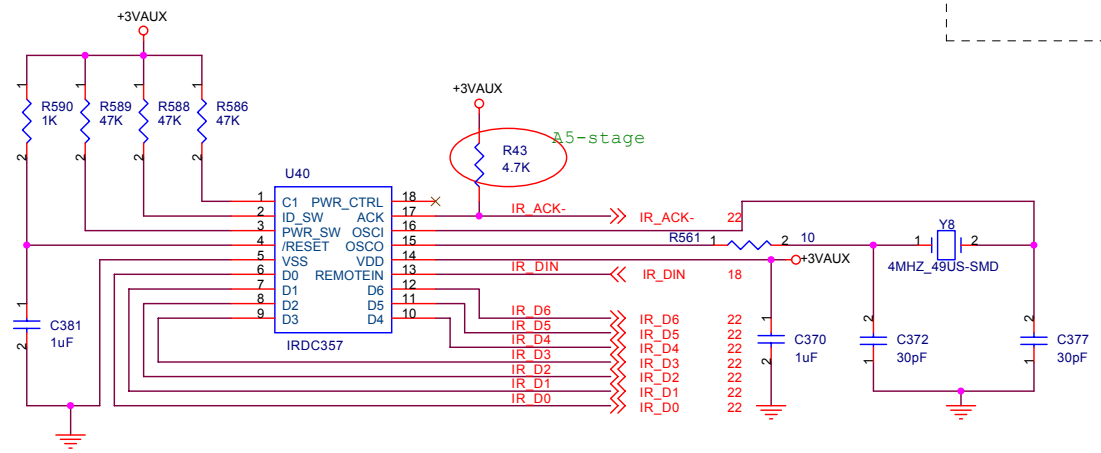 +3VAUX
1 1 1 1
R590 R589 R588 R586
1K 47K 47K 47K
2 2 2 2
+3VAUX
A5-stage
R43
4.7K
U40
1 C1 PWR_CTRL 18
2 ID_SW ACK 17
3 PWR_SW OSCI 16
4 /RESET OSCO 15
5 VSS VDD 14
6 D0 REMOTEIN 13
7 D1 D6 12
8 D2 D5 11
9 D3 D4 10
IRDC357
IR_ACK- IR_ACK- 22
R561 1 2 10
Y8
1 2
4MHZ_49US-SMD
+3VAUX
IR_DIN IR_DIN 18
IR_D6 IR_D6 22
IR_D5 IR_D5 22
IR_D4 IR_D4 22
IR_D3 IR_D3 22
IR_D2 IR_D2 22
IR_D1 IR_D1 22
IR_D0 IR_D0 22
1
C381
1uF
2
1
C370
1uF
2
2
C372
30pF
1
2
C377
30pF
1